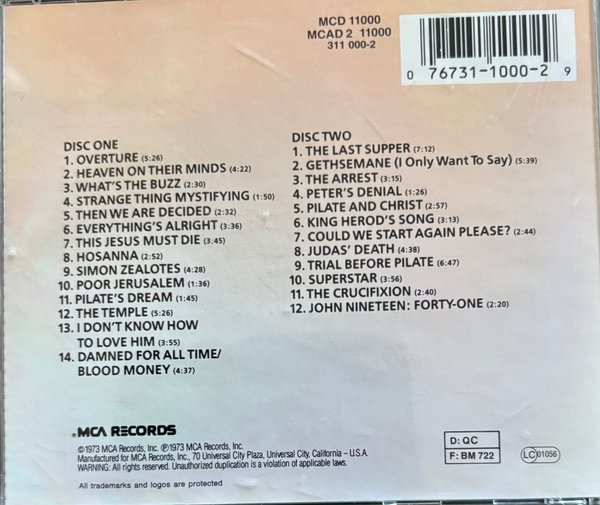 MCD 11000
MCAD 2 11000
311 000-2
0 76731-1000-2 9
DISC ONE
1. OVERTURE (5:26)
2. HEAVEN ON THEIR MINDS (4:22)
3. WHAT'S THE BUZZ (2:30)
4. STRANGE THING MYSTIFYING (1:50)
5. THEN WE ARE DECIDED (2:32)
6. EVERYTHING'S ALRIGHT (3:36)
7. THIS JESUS MUST DIE (3:45)
8. HOSANNA (2:52)
9. SIMON ZEALOTES (4:28)
10. POOR JERUSALEM (1:36)
11. PILATE'S DREAM (1:45)
12. THE TEMPLE (5:26)
13. I DON'T KNOW HOW
TO LOVE HIM (3:55)
14. DAMNED FOR ALL TIME/
BLOOD MONEY (4:37)
DISC TWO
1. THE LAST SUPPER (7:12)
2. GETHSEMANE (I Only Want To Say) (5:39)
3. THE ARREST (3:15)
4. PETER'S DENIAL (1:26)
5. PILATE AND CHRIST (2:57)
6. KING HEROD'S SONG (3:13)
7. COULD WE START AGAIN PLEASE? (2:44)
8. JUDAS' DEATH (4:38)
9. TRIAL BEFORE PILATE (6:47)
10. SUPERSTAR (3:56)
11. THE CRUCIFIXION (2:40)
12. JOHN NINETEEN: FORTY-ONE (2:20)
MCA RECORDS
©1973 MCA Records, Inc. ℗1973 MCA Records, Inc.
Manufactured for MCA Records, Inc., 70 Universal City Plaza, Universal City, California – U.S.A.
WARNING: All rights reserved. Unauthorized duplication is a violation of applicable laws.
All trademarks and logos are protected
D: QC
F: BM 722
LC 01056